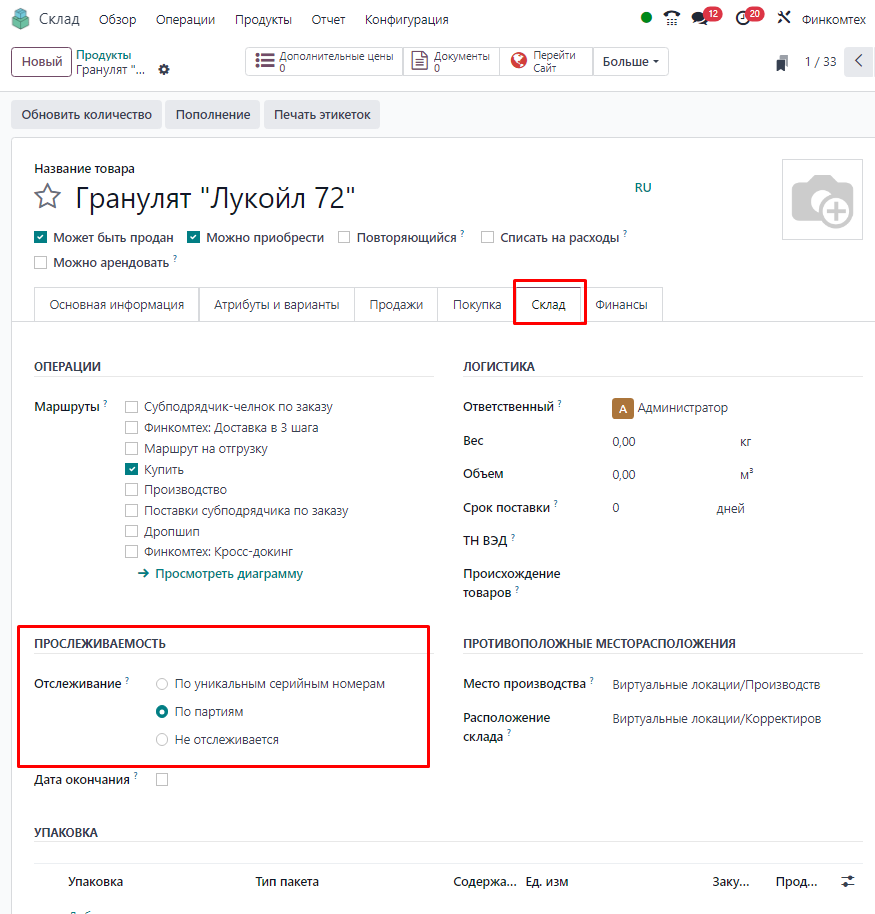 Склад Обзор Операции Продукты Отчет Конфигурация 12 20 Финкомтех
Новый Продукты Дополнительные цены Документы Перейти Больше 1 / 33
Гранулят "Л... 0 0 Сайт
Обновить количество Пополнение Печать этикеток
Название товара
Гранулят "Лукойл 72" RU
Может быть продан Можно приобрести Повторяющийся ? Списать на расходы ?
Можно арендовать ?
Основная информация Атрибуты и варианты Продажи Покупка Склад Финансы
ОПЕРАЦИИ
Маршруты ? Субподрядчик-челнок по заказу
Финкомтех: Доставка в 3 шага
Маршрут на отгрузку
Купить
Производство
Поставки субподрядчика по заказу
Дропшип
Финкомтех: Кросс-докинг
Просмотреть диаграмму
ЛОГИСТИКА
Ответственный ? А Администратор
Вес 0,00 кг
Объем 0,00 м³
Срок поставки ? 0 дней
ТН ВЭД ?
Происхождение
товаров ?
ПРОСЛЕЖИВАЕМОСТЬ
Отслеживание ? По уникальным серийным номерам
По партиям
Не отслеживается
Дата окончания ?
ПРОТИВОПОЛОЖНЫЕ МЕСТОРАСПОЛОЖЕНИЯ
Место производства ? Виртуальные локации/Производств
Расположение Виртуальные локации/Корректиров
склада ?
УПАКОВКА
Упаковка Тип пакета Содержа... Ед. изм Заку... Прод...